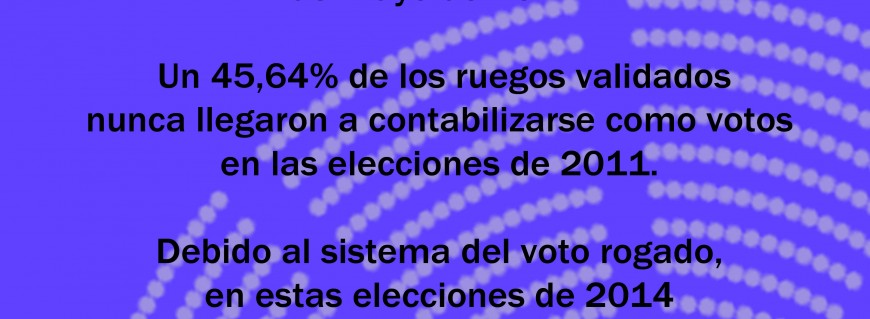 Un 45,64% de los ruegos validados
nunca llegaron a contabilizarse como votos
en las elecciones de 2011.
Debido al sistema del voto rogado,
en estas elecciones de 2014